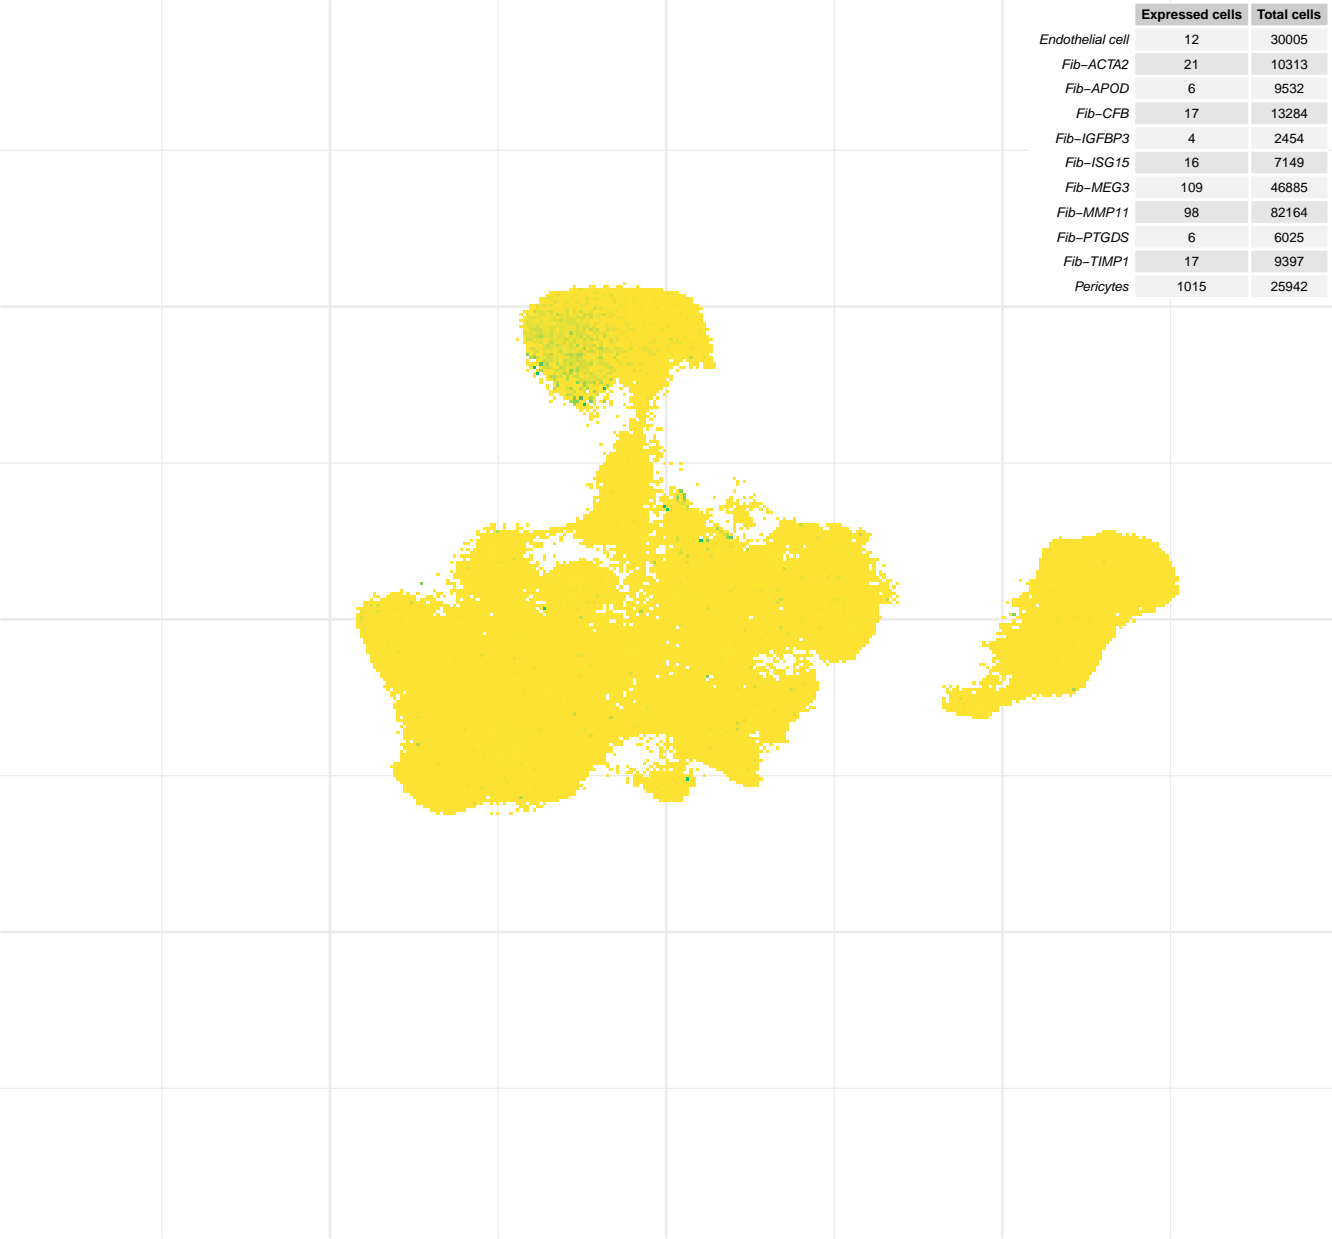 Expressed cells Total cells
Endothelial cell 12 30005
Fib−ACTA2 21 10313
Fib−APOD 6 9532
Fib−CFB 17 13284
Fib−IGFBP3 4 2454
Fib−ISG15 16 7149
Fib−MEG3 109 46885
Fib−MMP11 98 82164
Fib−PTGDS 6 6025
Fib−TIMP1 17 9397
Pericytes 1015 25942